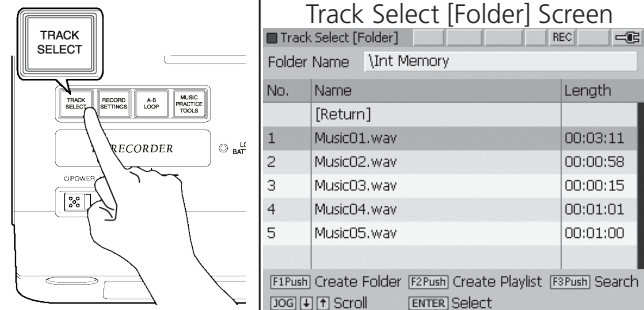 TRACK
SELECT
TRACK
SELECT
RECORD
SETTINGS
A-B
LOOP
MUSIC
PRACTICE
TOOLS
RECORDER
POWER
Track Select [Folder] Screen
Track Select [Folder] REC
Folder Name \Int Memory
No. Name Length
[Return]
1 Music01.wav 00:03:11
2 Music02.wav 00:00:58
3 Music03.wav 00:00:15
4 Music04.wav 00:01:01
5 Music05.wav 00:01:00
F1Push Create Folder F2Push Create Playlist F3Push Search
JOG ↓ ↑ Scroll ENTER Select